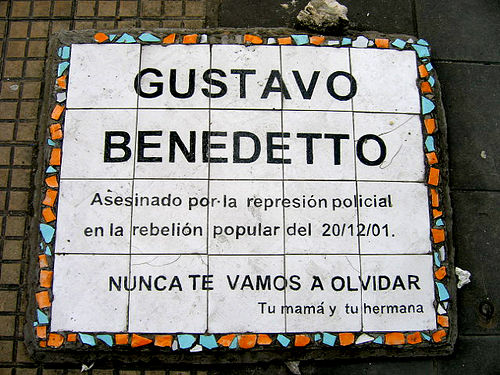 GUSTAVO
BENEDETTO
Asesinado por la represión policial
en la rebelión popular del 20/12/01.
NUNCA TE VAMOS A OLVIDAR
Tu mamá y tu hermana